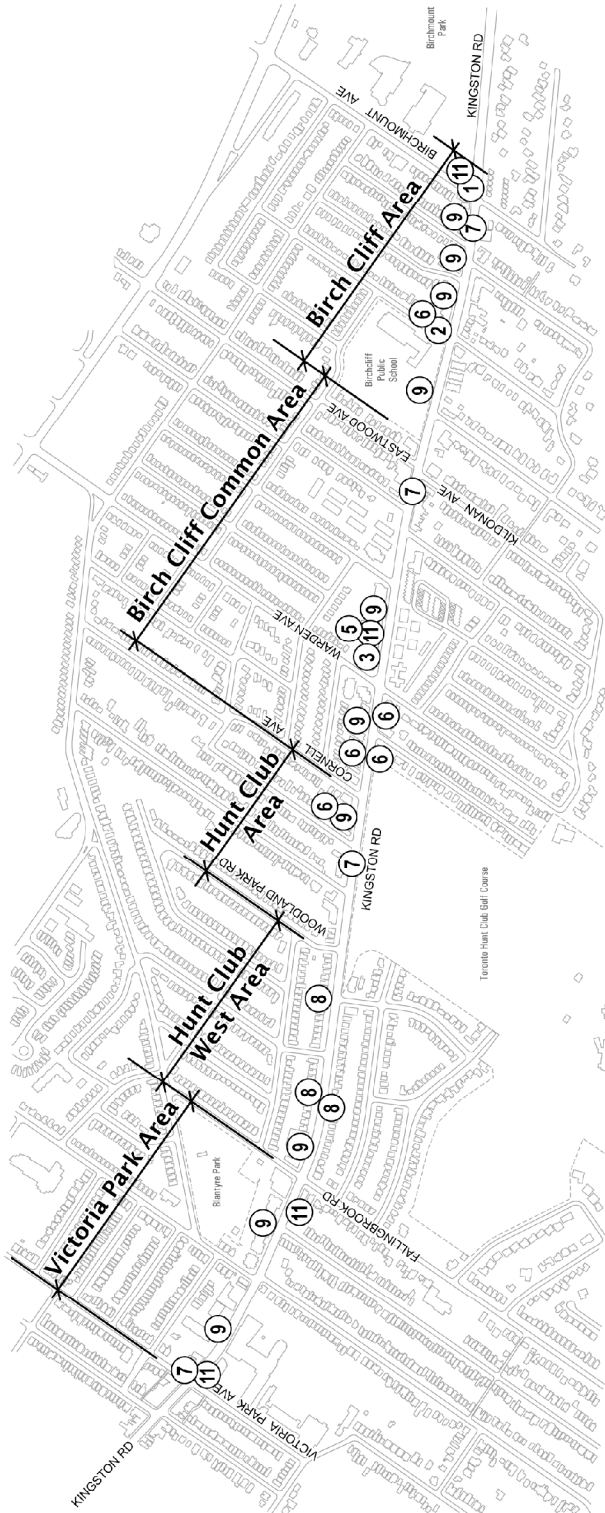 Birchmount
Park
KINGSTON RD
BIRCHMOUNT
AVE
11
1
9
7
9
Birch Cliff Area
9
6
2
Birchcliff
Public
School
9
EASTWOOD AVE
Birch Cliff Common Area
7
KILDONAN AVE
WARDEN AVE
9
5
11
3
9
6
CORNELL
AVE
6
6
Hunt Club
Area
6
9
7
KINGSTON RD
WOODLAND PARK RD
Toronto Hunt Club Golf Course
Hunt Club
West Area
8
8
8
9
Victoria Park Area
Blantyre Park
FALLINGBROOK RD
11
9
9
7
11
VICTORIA PARK AVE
KINGSTON RD